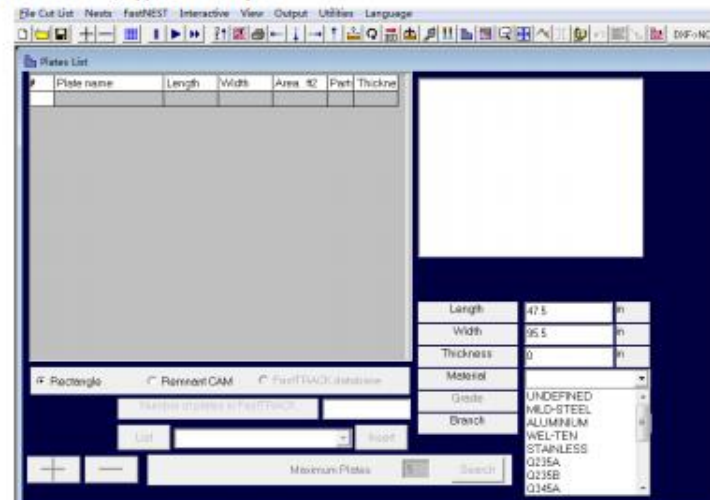 File Cut List Nests FastNEST Interactive View Output Utilities Language
DXF->NC
Plates List
# Plate name Length Width Area ft2 Part Thickne
Length 47.5 in
Width 95.5 in
Thickness 0 in
Material
Grade
Branch
UNDEFINED
MILD-STEEL
ALUMINIUM
WEL-TEN
STAINLESS
Q235A
Q235B
Q345A
Rectangle Remnant CAM FastTRACK database
Number of plates in FastTRACK
List Insert
Maximum Plates Search